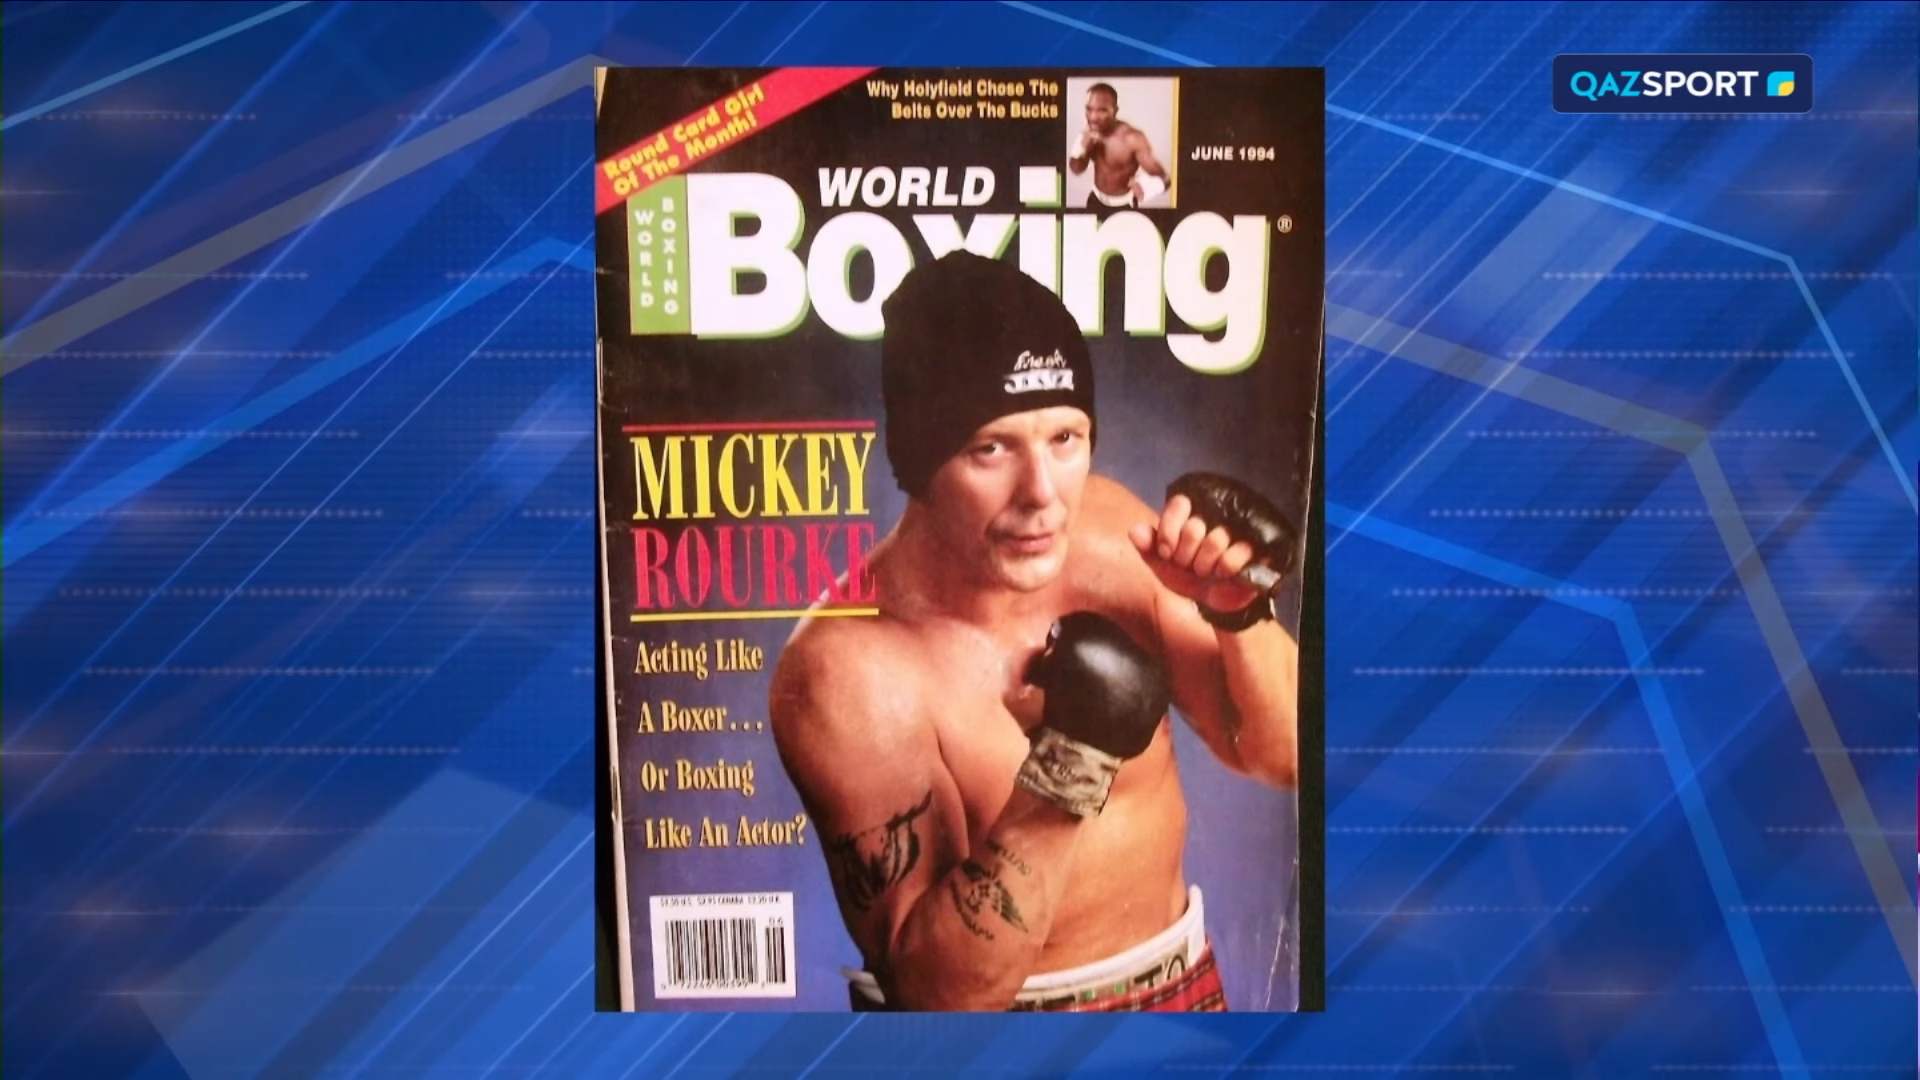 QAZSPORT
Round Card Girl
Of The Month!
Why Holyfield Chose The
Belts Over The Bucks
JUNE 1994
WORLD
BOXING
WORLD
Boxing®
MICKEY
ROURKE
Acting Like
A Boxer...
Or Boxing
Like An Actor?
06